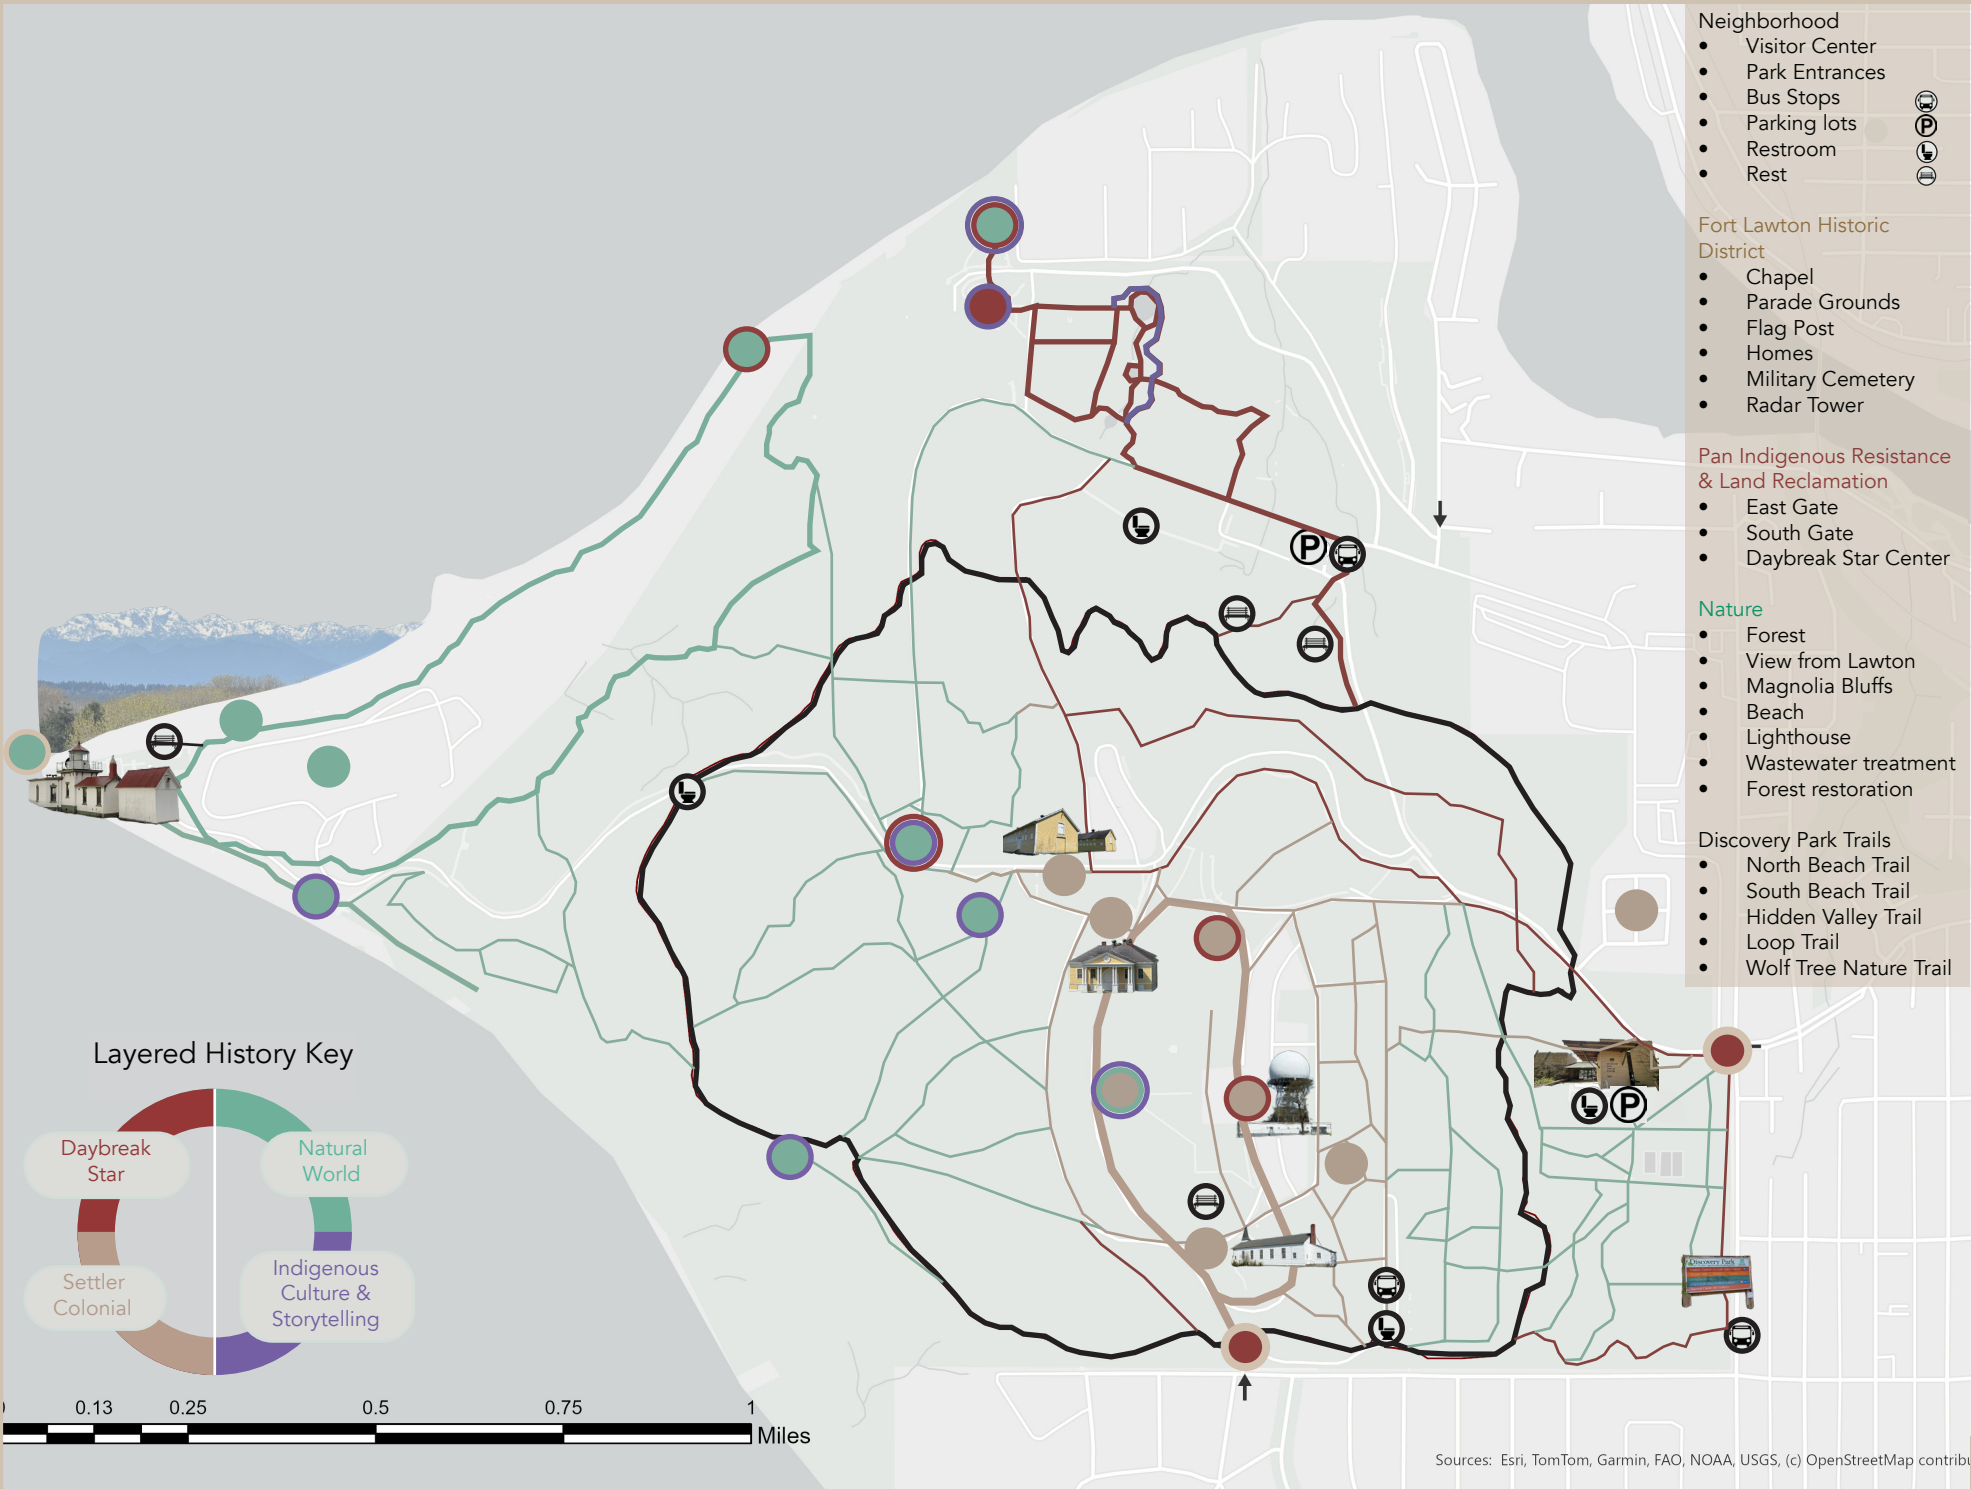 Neighborhood
• Visitor Center
• Park Entrances
• Bus Stops
• Parking lots
P
• Restroom
• Rest
Fort Lawton Historic
District
• Chapel
• Parade Grounds
• Flag Post
• Homes
• Military Cemetery
• Radar Tower
Pan Indigenous Resistance
& Land Reclamation
• East Gate
• South Gate
• Daybreak Star Center
Nature
• Forest
• View from Lawton
• Magnolia Bluffs
• Beach
• Lighthouse
• Wastewater treatment
• Forest restoration
Discovery Park Trails
• North Beach Trail
• South Beach Trail
• Hidden Valley Trail
• Loop Trail
• Wolf Tree Nature Trail
P
P
Discovery Park
Layered History Key
Daybreak
Star
Natural
World
Settler
Colonial
Indigenous
Culture &
Storytelling
0.13 0.25 0.5 0.75 1
Miles
Sources: Esri, TomTom, Garmin, FAO, NOAA, USGS, (c) OpenStreetMap